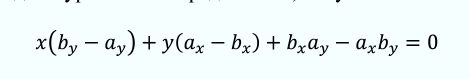 x(b_y − a_y) + y(a_x − b_x) + b_x a_y − a_x b_y = 0